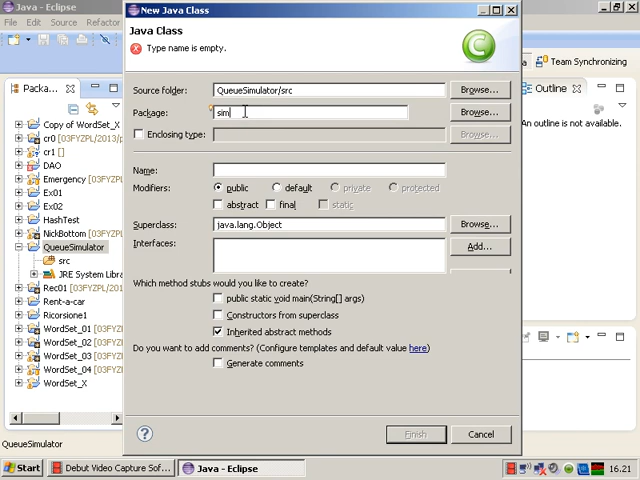 Java - Eclipse
File Edit Source Refactor
New Java Class
Java Class
Type name is empty.
Team Synchronizing
Source folder: QueueSimulator/src Browse...
Package: sim Browse...
Enclosing type: Browse...
Name:
Modifiers: public default private protected
abstract final static
Superclass: java.lang.Object Browse...
Interfaces: Add...
Which method stubs would you like to create?
public static void main(String[] args)
Constructors from superclass
Inherited abstract methods
Do you want to add comments? (Configure templates and default value here)
Generate comments
Finish Cancel
Packa
Copy of WordSet_X
cr0 [03FYZPL/2013/p
cr1 []
DAO
Emergency [03FYZP
Ex01
Ex02
HashTest
NickBottom [03FYZP
QueueSimulator
src
JRE System Libra
Rec01 [03FYZPL/201
Rent-a-car
Ricorsione1
WordSet_01 [03FYZ
WordSet_02 [03FYZ
WordSet_03 [03FYZ
WordSet_04 [03FYZ
WordSet_X
Outline
An outline is not available.
QueueSimulator
Start Debut Video Capture Sof... Java - Eclipse 16.21